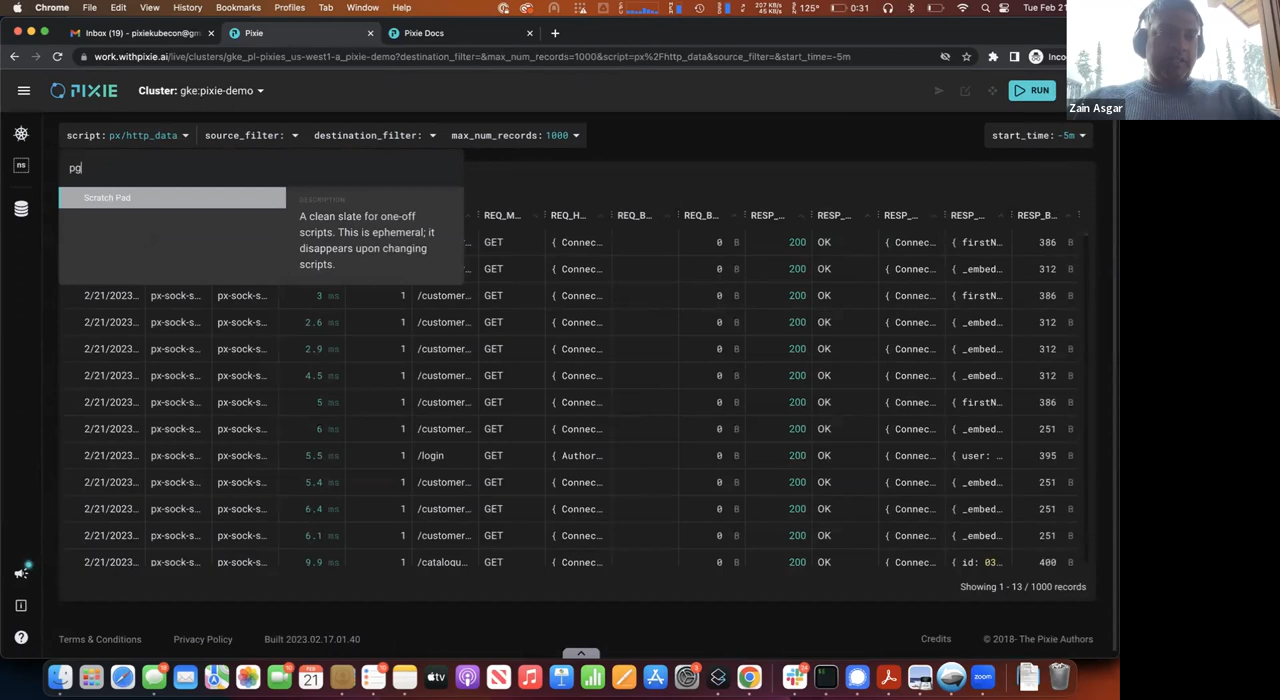 Chrome File Edit View History Bookmarks Profiles Tab Window Help 207 KB/s 45 KB/s 125° 0:31 Tue Feb 21
Inbox (19) - pixiekubecon@gm Pixie Pixie Docs
work.withpixie.ai/live/clusters/gke_pl-pixies_us-west1-a_pixie-demo?destination_filter=&max_num_records=1000&script=px%2Fhttp_data&source_filter=&start_time=-5m Inco
PIXIE Cluster: gke:pixie-demo RUN
Zain Asgar
script: px/http_data source_filter: destination_filter: max_num_records: 1000 start_time: -5m
pg
ns
Scratch Pad
DESCRIPTION
A clean slate for one-off
scripts. This is ephemeral; it
disappears upon changing
scripts.
REQ_M... REQ_H... REQ_B... REQ_B... RESP_... RESP_... RESP_... RESP_... RESP_B...
GET { Connec... 0 B 200 OK { Connec... { firstN... 386 B
GET { Connec... 0 B 200 OK { Connec... { _embed... 312 B
2/21/2023... px-sock-s... px-sock-s... 3 ms 1 /customer... GET { Connec... 0 B 200 OK { Connec... { firstN... 386 B
2/21/2023... px-sock-s... px-sock-s... 2.6 ms 1 /customer... GET { Connec... 0 B 200 OK { Connec... { _embed... 312 B
2/21/2023... px-sock-s... px-sock-s... 2.9 ms 1 /customer... GET { Connec... 0 B 200 OK { Connec... { _embed... 312 B
2/21/2023... px-sock-s... px-sock-s... 4.5 ms 1 /customer... GET { Connec... 0 B 200 OK { Connec... { _embed... 312 B
2/21/2023... px-sock-s... px-sock-s... 5 ms 1 /customer... GET { Connec... 0 B 200 OK { Connec... { firstN... 386 B
2/21/2023... px-sock-s... px-sock-s... 6 ms 1 /customer... GET { Connec... 0 B 200 OK { Connec... { _embed... 251 B
2/21/2023... px-sock-s... px-sock-s... 5.5 ms 1 /login GET { Author... 0 B 200 OK { Connec... { user: ... 395 B
2/21/2023... px-sock-s... px-sock-s... 5.4 ms 1 /customer... GET { Connec... 0 B 200 OK { Connec... { _embed... 251 B
2/21/2023... px-sock-s... px-sock-s... 6.4 ms 1 /customer... GET { Connec... 0 B 200 OK { Connec... { _embed... 251 B
2/21/2023... px-sock-s... px-sock-s... 6.1 ms 1 /customer... GET { Connec... 0 B 200 OK { Connec... { _embed... 251 B
2/21/2023... px-sock-s... px-sock-s... 9.9 ms 1 /catalogu... GET { Connec... 0 B 200 OK { Connec... { id: 03... 400 B
Showing 1 - 13 / 1000 records
Terms & Conditions Privacy Policy Built 2023.02.17.01.40 Credits © 2018- The Pixie Authors
FEB
21 tv zoom